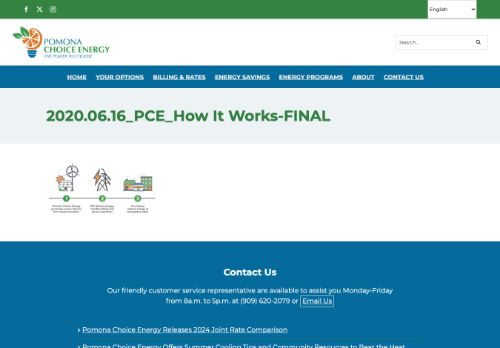 English
POMONA
CHOICE ENERGY
THE POWER TO CHOOSE
Search...
HOME YOUR OPTIONS BILLING & RATES ENERGY SAVINGS ENERGY PROGRAMS ABOUT CONTACT US
2020.06.16_PCE_How It Works-FINAL
1 2 3
Contact Us
Our friendly customer service representative are available to assist you Monday-Friday
from 8a.m. to 5p.m. at (909) 620-2079 or Email Us
Pomona Choice Energy Releases 2024 Joint Rate Comparison
Pomona Choice Energy Offers Summer Cooling Tips and Community Resources to Beat the Heat